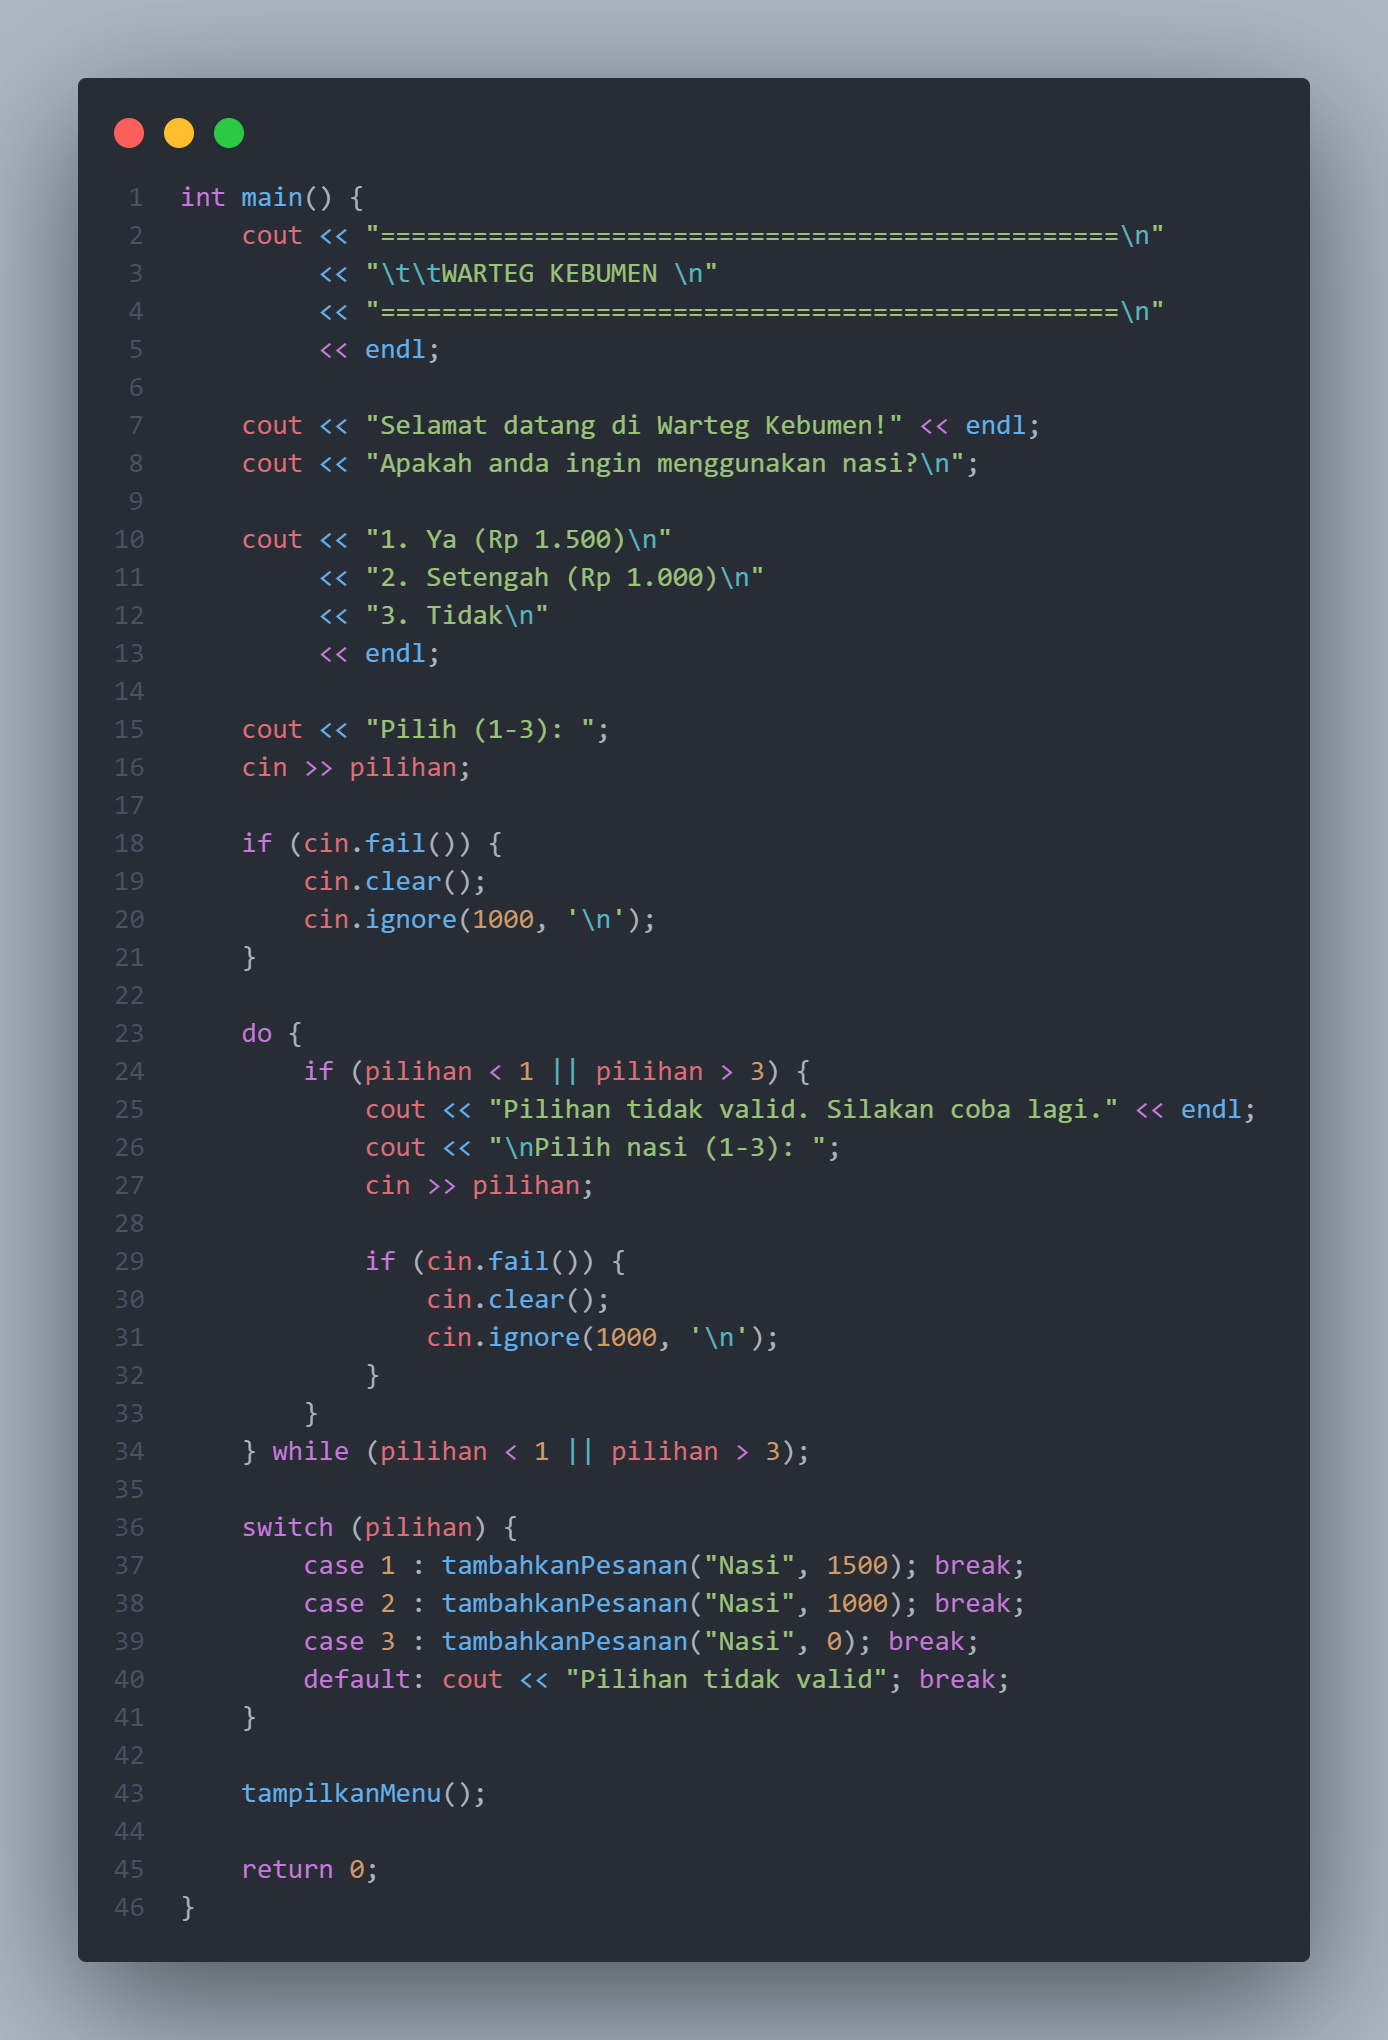 1 int main() {
2     cout << "================================================\n"
3          << "\t\tWARTEG KEBUMEN \n"
4          << "================================================\n"
5          << endl;
6
7     cout << "Selamat datang di Warteg Kebumen!" << endl;
8     cout << "Apakah anda ingin menggunakan nasi?\n";
9
10     cout << "1. Ya (Rp 1.500)\n"
11          << "2. Setengah (Rp 1.000)\n"
12          << "3. Tidak\n"
13          << endl;
14
15     cout << "Pilih (1-3): ";
16     cin >> pilihan;
17
18     if (cin.fail()) {
19         cin.clear();
20         cin.ignore(1000, '\n');
21     }
22
23     do {
24         if (pilihan < 1 || pilihan > 3) {
25             cout << "Pilihan tidak valid. Silakan coba lagi." << endl;
26             cout << "\nPilih nasi (1-3): ";
27             cin >> pilihan;
28
29             if (cin.fail()) {
30                 cin.clear();
31                 cin.ignore(1000, '\n');
32             }
33         }
34     } while (pilihan < 1 || pilihan > 3);
35
36     switch (pilihan) {
37         case 1 : tambahkanPesanan("Nasi", 1500); break;
38         case 2 : tambahkanPesanan("Nasi", 1000); break;
39         case 3 : tambahkanPesanan("Nasi", 0); break;
40         default: cout << "Pilihan tidak valid"; break;
41     }
42
43     tampilkanMenu();
44
45     return 0;
46 }